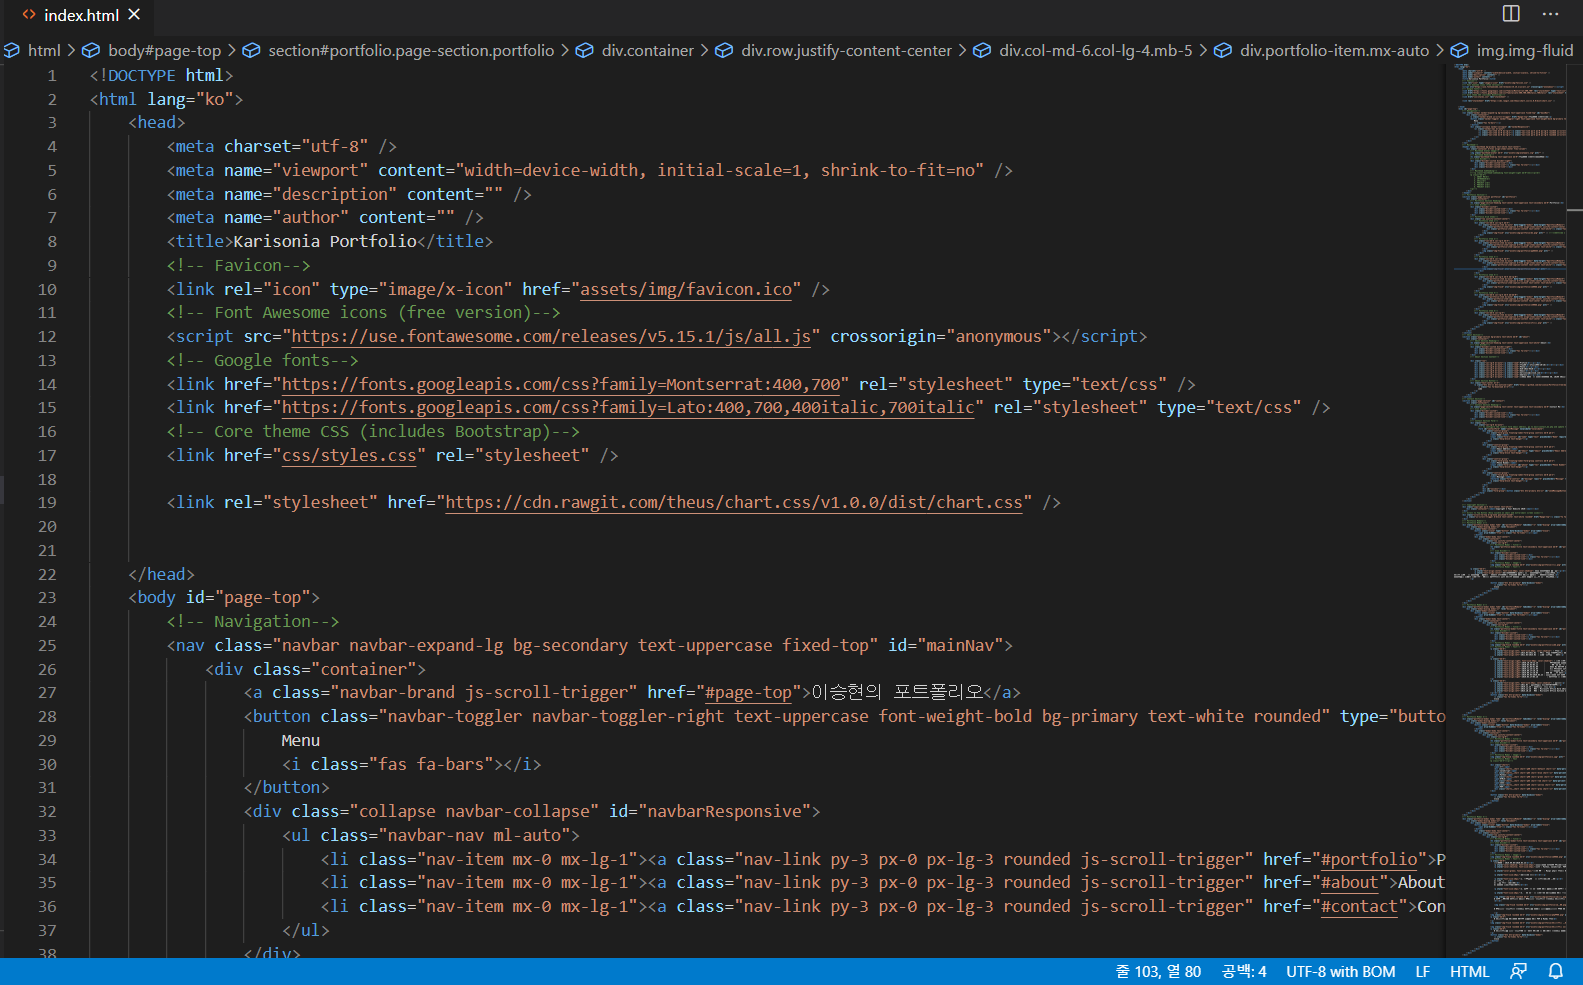 index.html
html body#page-top section#portfolio.page-section.portfolio div.container div.row.justify-content-center div.col-md-6.col-lg-4.mb-5 div.portfolio-item.mx-auto img.img-fluid
1 <!DOCTYPE html>
2 <html lang="ko">
3 <head>
4 <meta charset="utf-8" />
5 <meta name="viewport" content="width=device-width, initial-scale=1, shrink-to-fit=no" />
6 <meta name="description" content="" />
7 <meta name="author" content="" />
8 <title>Karisonia Portfolio</title>
9 <!-- Favicon-->
10 <link rel="icon" type="image/x-icon" href="assets/img/favicon.ico" />
11 <!-- Font Awesome icons (free version)-->
12 <script src="https://use.fontawesome.com/releases/v5.15.1/js/all.js" crossorigin="anonymous"></script>
13 <!-- Google fonts-->
14 <link href="https://fonts.googleapis.com/css?family=Montserrat:400,700" rel="stylesheet" type="text/css" />
15 <link href="https://fonts.googleapis.com/css?family=Lato:400,700,400italic,700italic" rel="stylesheet" type="text/css" />
16 <!-- Core theme CSS (includes Bootstrap)-->
17 <link href="css/styles.css" rel="stylesheet" />
18
19 <link rel="stylesheet" href="https://cdn.rawgit.com/theus/chart.css/v1.0.0/dist/chart.css" />
20
21
22 </head>
23 <body id="page-top">
24 <!-- Navigation-->
25 <nav class="navbar navbar-expand-lg bg-secondary text-uppercase fixed-top" id="mainNav">
26 <div class="container">
27 <a class="navbar-brand js-scroll-trigger" href="#page-top">이승현의 포트폴리오</a>
28 <button class="navbar-toggler navbar-toggler-right text-uppercase font-weight-bold bg-primary text-white rounded" type="butto
29 Menu
30 <i class="fas fa-bars"></i>
31 </button>
32 <div class="collapse navbar-collapse" id="navbarResponsive">
33 <ul class="navbar-nav ml-auto">
34 <li class="nav-item mx-0 mx-lg-1"><a class="nav-link py-3 px-0 px-lg-3 rounded js-scroll-trigger" href="#portfolio">P
35 <li class="nav-item mx-0 mx-lg-1"><a class="nav-link py-3 px-0 px-lg-3 rounded js-scroll-trigger" href="#about">About
36 <li class="nav-item mx-0 mx-lg-1"><a class="nav-link py-3 px-0 px-lg-3 rounded js-scroll-trigger" href="#contact">Con
37 </ul>
38 </div>
줄 103, 열 80 공백: 4 UTF-8 with BOM LF HTML